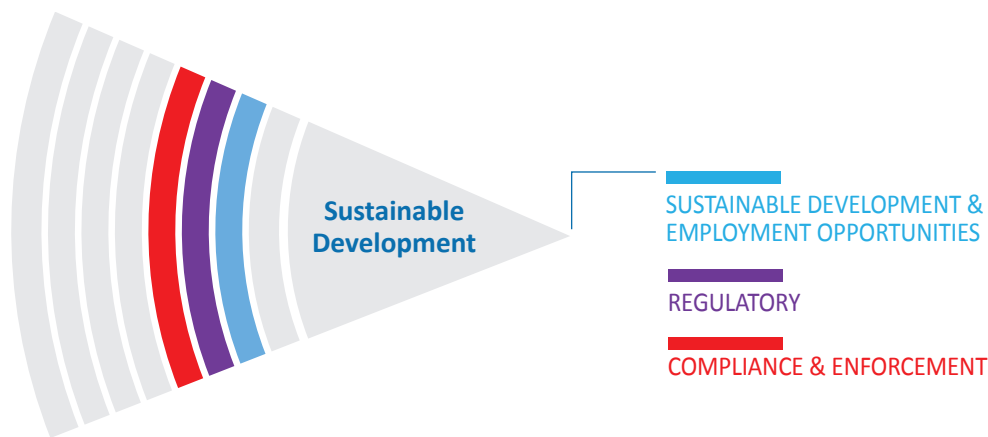 Sustainable
Development
SUSTAINABLE DEVELOPMENT &
EMPLOYMENT OPPORTUNITIES
REGULATORY
COMPLIANCE & ENFORCEMENT